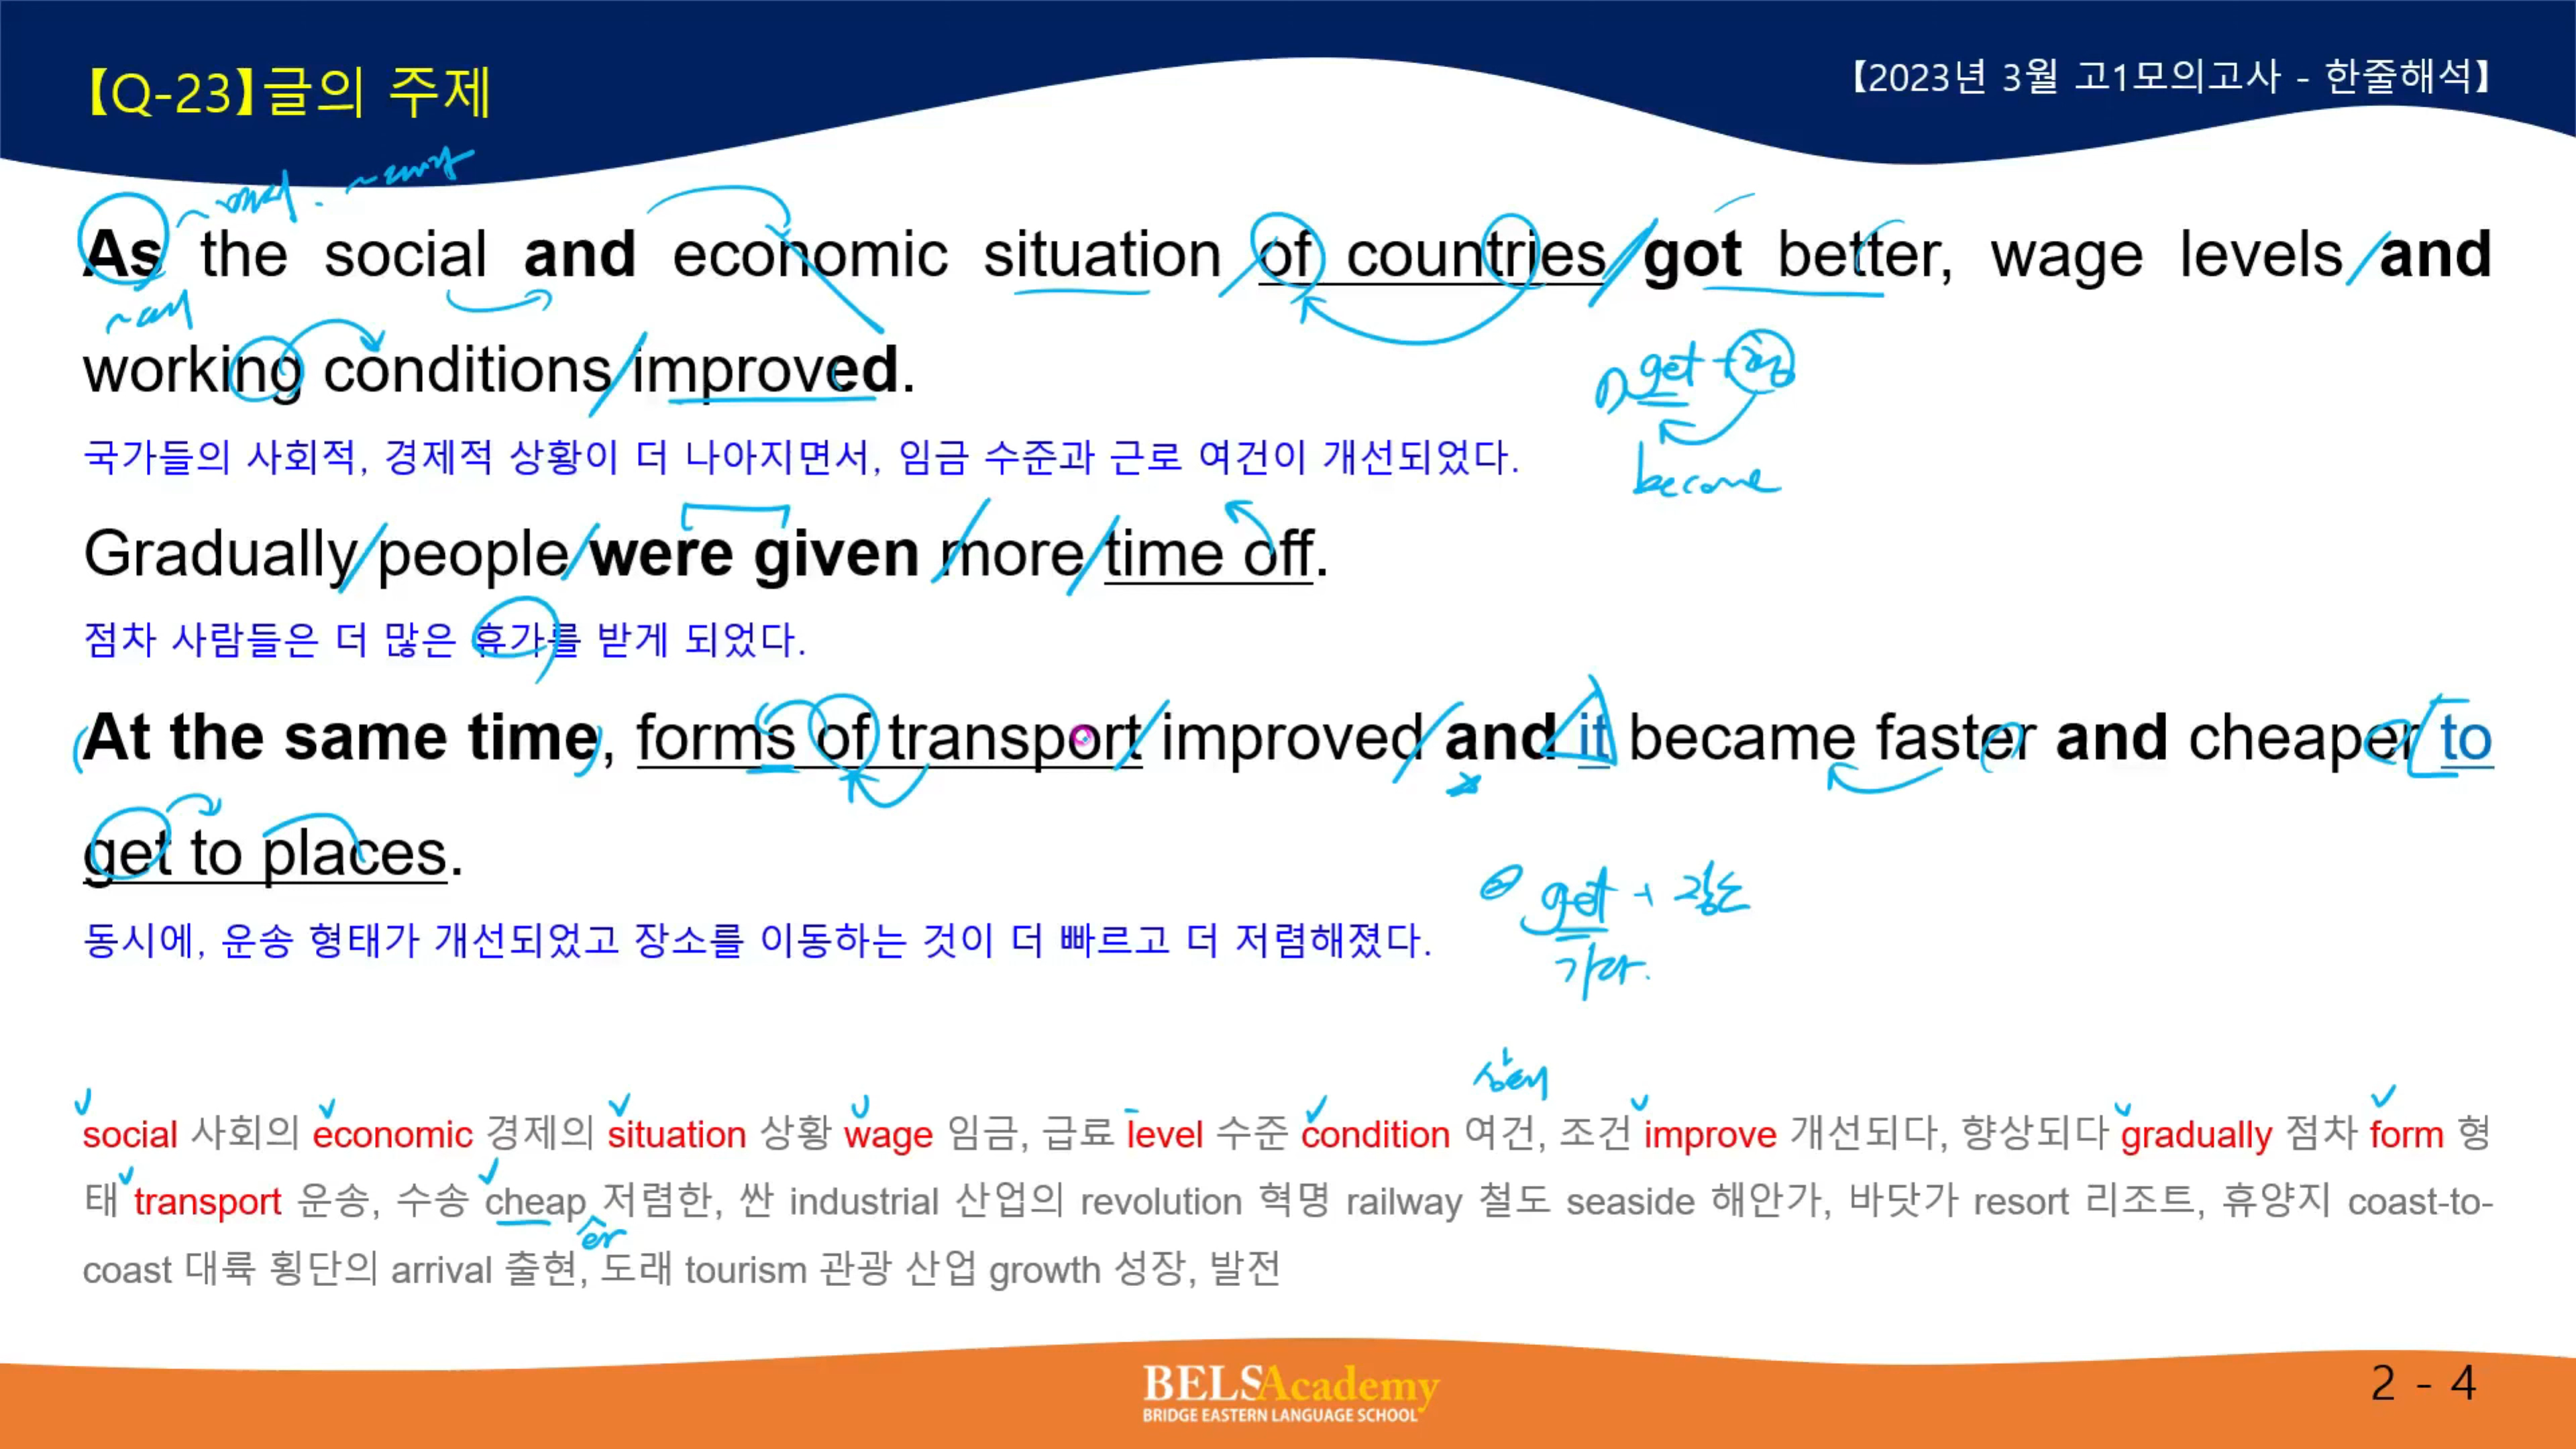 【Q-23】글의 주제
【2023년 3월 고1모의고사 - 한줄해석】
As the social and economic situation of countries got better, wage levels and
working conditions improved.
get +
become
국가들의 사회적, 경제적 상황이 더 나아지면서, 임금 수준과 근로 여건이 개선되었다.
Gradually people were given more time off.
점차 사람들은 더 많은 휴가를 받게 되었다.
At the same time, forms of transport improved and it became faster and cheaper to
get to places.
② get + 장소
가다.
동시에, 운송 형태가 개선되었고 장소를 이동하는 것이 더 빠르고 더 저렴해졌다.
상태
social 사회의 economic 경제의 situation 상황 wage 임금, 급료 level 수준 condition 여건, 조건 improve 개선되다, 향상되다 gradually 점차 form 형
태 transport 운송, 수송 cheap 저렴한, 싼 industrial 산업의 revolution 혁명 railway 철도 seaside 해안가, 바닷가 resort 리조트, 휴양지 coast-to-
er
coast 대륙 횡단의 arrival 출현, 도래 tourism 관광 산업 growth 성장, 발전
BELSAcademy
BRIDGE EASTERN LANGUAGE SCHOOL
2 - 4